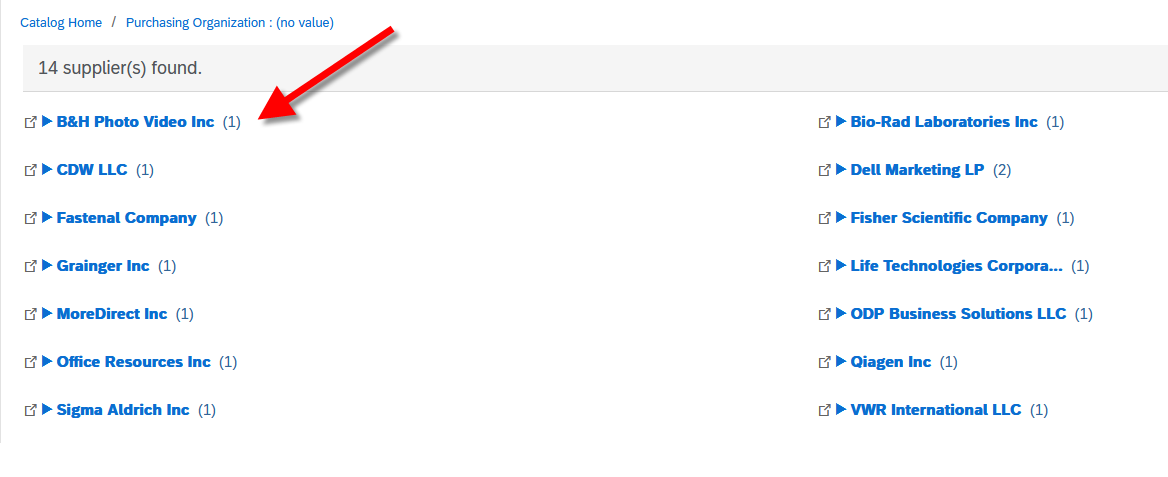 Catalog Home / Purchasing Organization : (no value)
14 supplier(s) found.
B&H Photo Video Inc (1)
Bio-Rad Laboratories Inc (1)
CDW LLC (1)
Dell Marketing LP (2)
Fastenal Company (1)
Fisher Scientific Company (1)
Grainger Inc (1)
Life Technologies Corpora... (1)
MoreDirect Inc (1)
ODP Business Solutions LLC (1)
Office Resources Inc (1)
Qiagen Inc (1)
Sigma Aldrich Inc (1)
VWR International LLC (1)